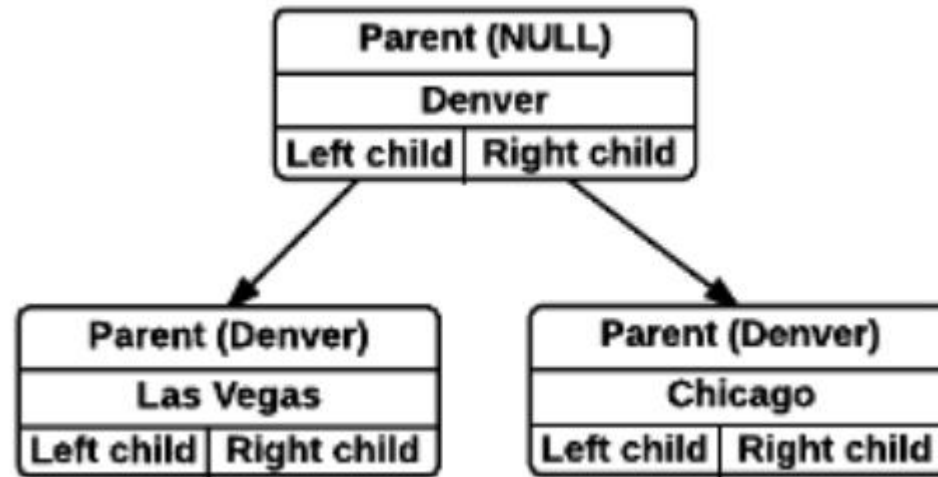 Parent (NULL)
Denver
Left child Right child
Parent (Denver)
Las Vegas
Left child Right child
Parent (Denver)
Chicago
Left child Right child